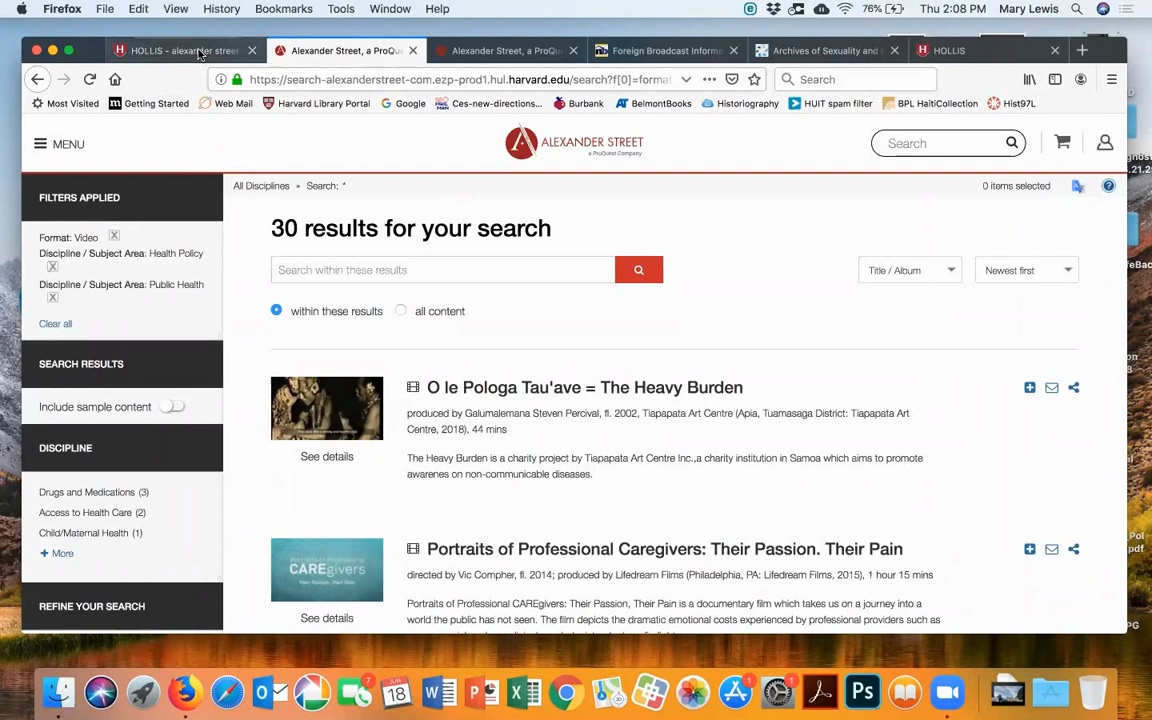 Firefox File Edit View History Bookmarks Tools Window Help 76% Thu 2:08 PM Mary Lewis
HOLLIS - alexander street Alexander Street, a ProQue Alexander Street, a ProQu Foreign Broadcast Informa Archives of Sexuality and HOLLIS
https://search-alexanderstreet-com.ezp-prod1.hul.harvard.edu/search?f[0]=format Search
Most Visited Getting Started Web Mail Harvard Library Portal Google Ces-new-directions... Burbank BelmontBooks Historiography HUIT spam filter BPL HaitiCollection Hist97L
MENU ALEXANDER STREET Search
a ProQuest Company
FILTERS APPLIED
All Disciplines » Search: * 0 items selected
Format: Video
Discipline / Subject Area: Health Policy
Discipline / Subject Area: Public Health
Clear all
30 results for your search
Search within these results Title / Album Newest first
within these results all content
SEARCH RESULTS
Include sample content
DISCIPLINE
Drugs and Medications (3)
Access to Health Care (2)
Child/Maternal Health (1)
+ More
REFINE YOUR SEARCH
O le Pologa Tau'ave = The Heavy Burden
produced by Galumalemana Steven Percival, fl. 2002, Tiapapata Art Centre (Apia, Tuamasaga District: Tiapapata Art
Centre, 2018), 44 mins
See details
The Heavy Burden is a charity project by Tiapapata Art Centre Inc.,a charity institution in Samoa which aims to promote
awarenes on non-communicable diseases.
PORTRAITS OF PROFESSIONAL
CAREgivers
Portraits of Professional Caregivers: Their Passion. Their Pain
directed by Vic Compher, fl. 2014; produced by Lifedream Films (Philadelphia, PA: Lifedream Films, 2015), 1 hour 15 mins
See details
Portraits of Professional CAREgivers: Their Passion, Their Pain is a documentary film which takes us on a journey into a
world the public has not seen. The film depicts the dramatic emotional costs experienced by professional providers such as
7 JUN 18 1 1